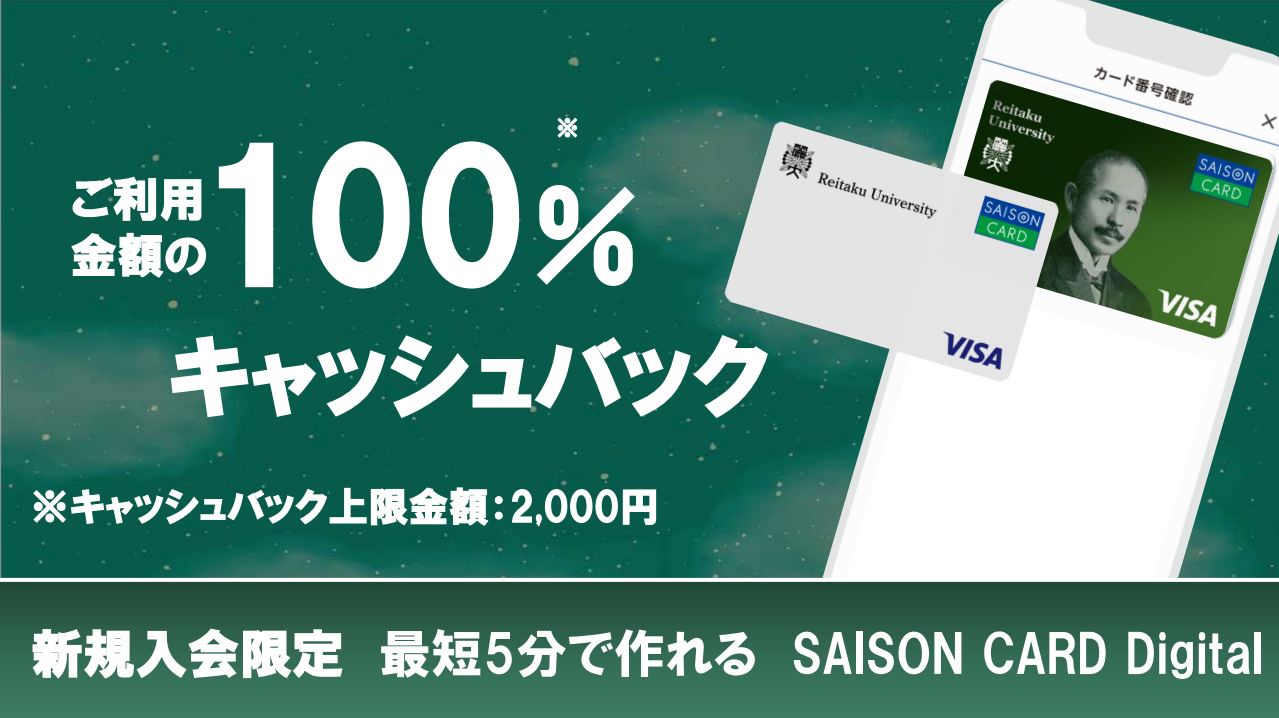 ご利用
金額の
100%
※
キャッシュバック
※キャッシュバック上限金額：2,000円
カード番号確認
×
Reitaku
University
SAISON
CARD
VISA
Reitaku University
SAISON
CARD
VISA
新規入会限定 最短5分で作れる SAISON CARD Digital